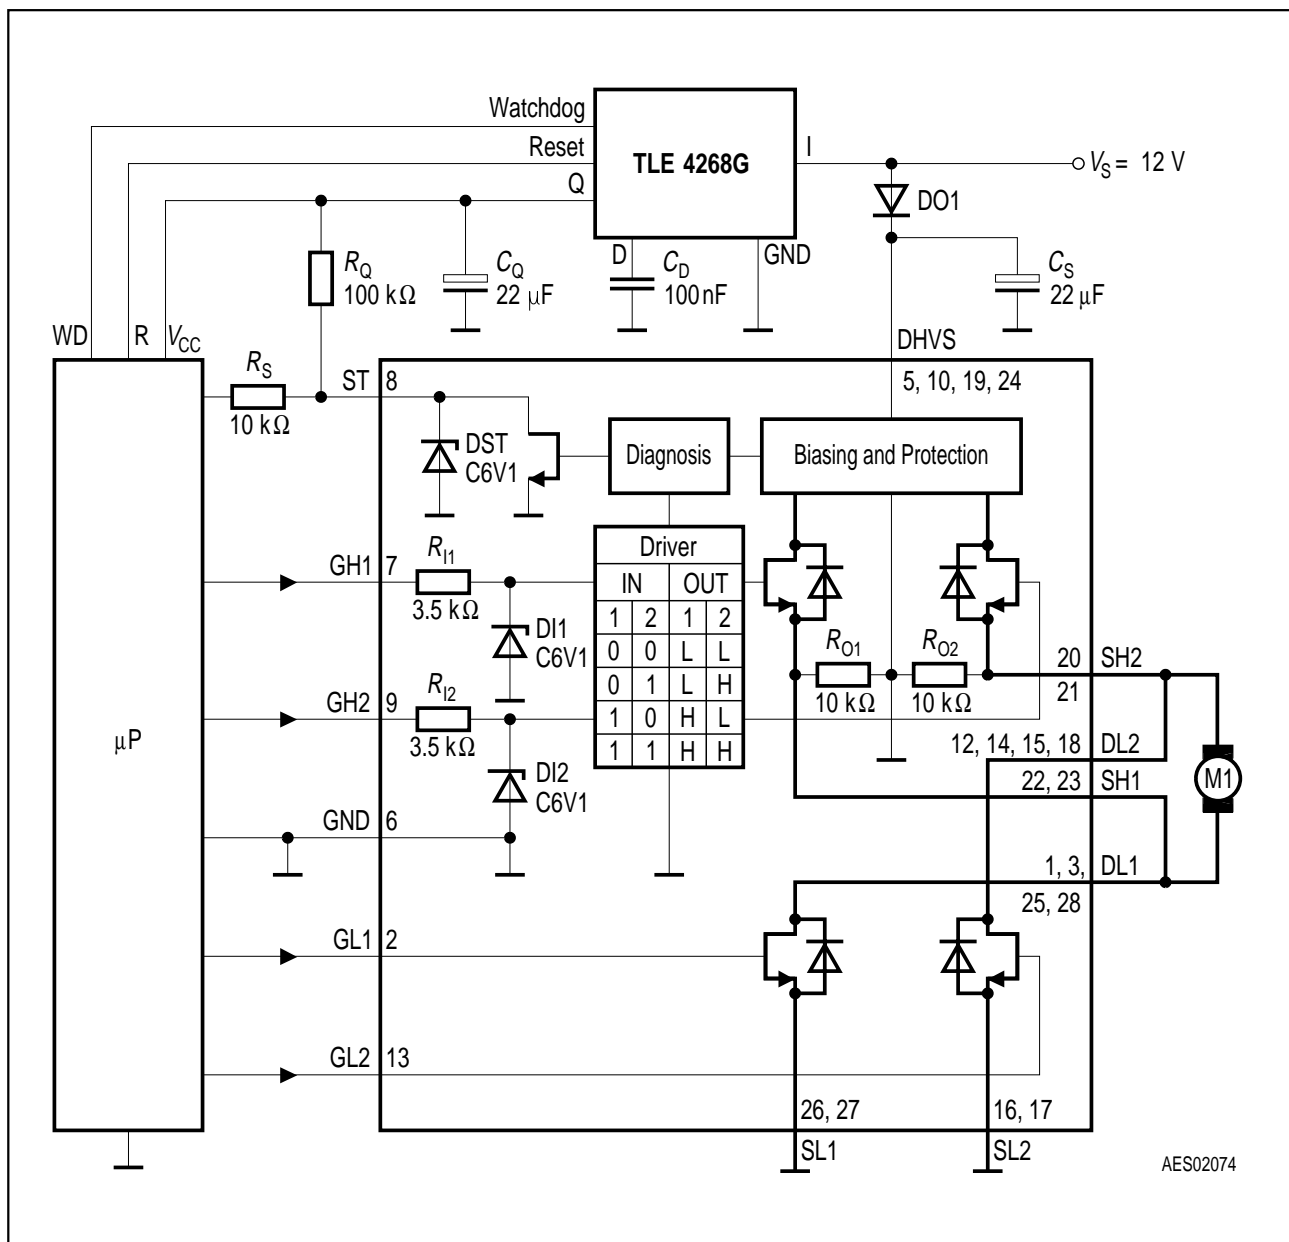 Watchdog
Reset
Q
TLE 4268G
I
V_S = 12 V
DO1
D
C_D
100 nF
GND
R_Q
100 kΩ
C_Q
22 µF
C_S
22 µF
WD
R
V_CC
DHVS
5, 10, 19, 24
R_S
10 kΩ
ST
8
DST
C6V1
Diagnosis
Biasing and Protection
Driver
IN OUT
1 2 1 2
0 0 L L
0 1 L H
1 0 H L
1 1 H H
GH1
7
R_I1
3.5 kΩ
DI1
C6V1
GH2
9
R_I2
3.5 kΩ
DI2
C6V1
R_O1
10 kΩ
R_O2
10 kΩ
20 SH2
21
12, 14, 15, 18 DL2
22, 23 SH1
M1
µP
GND
6
1, 3, DL1
25, 28
GL1
2
GL2
13
26, 27
16, 17
SL1
SL2
AES02074